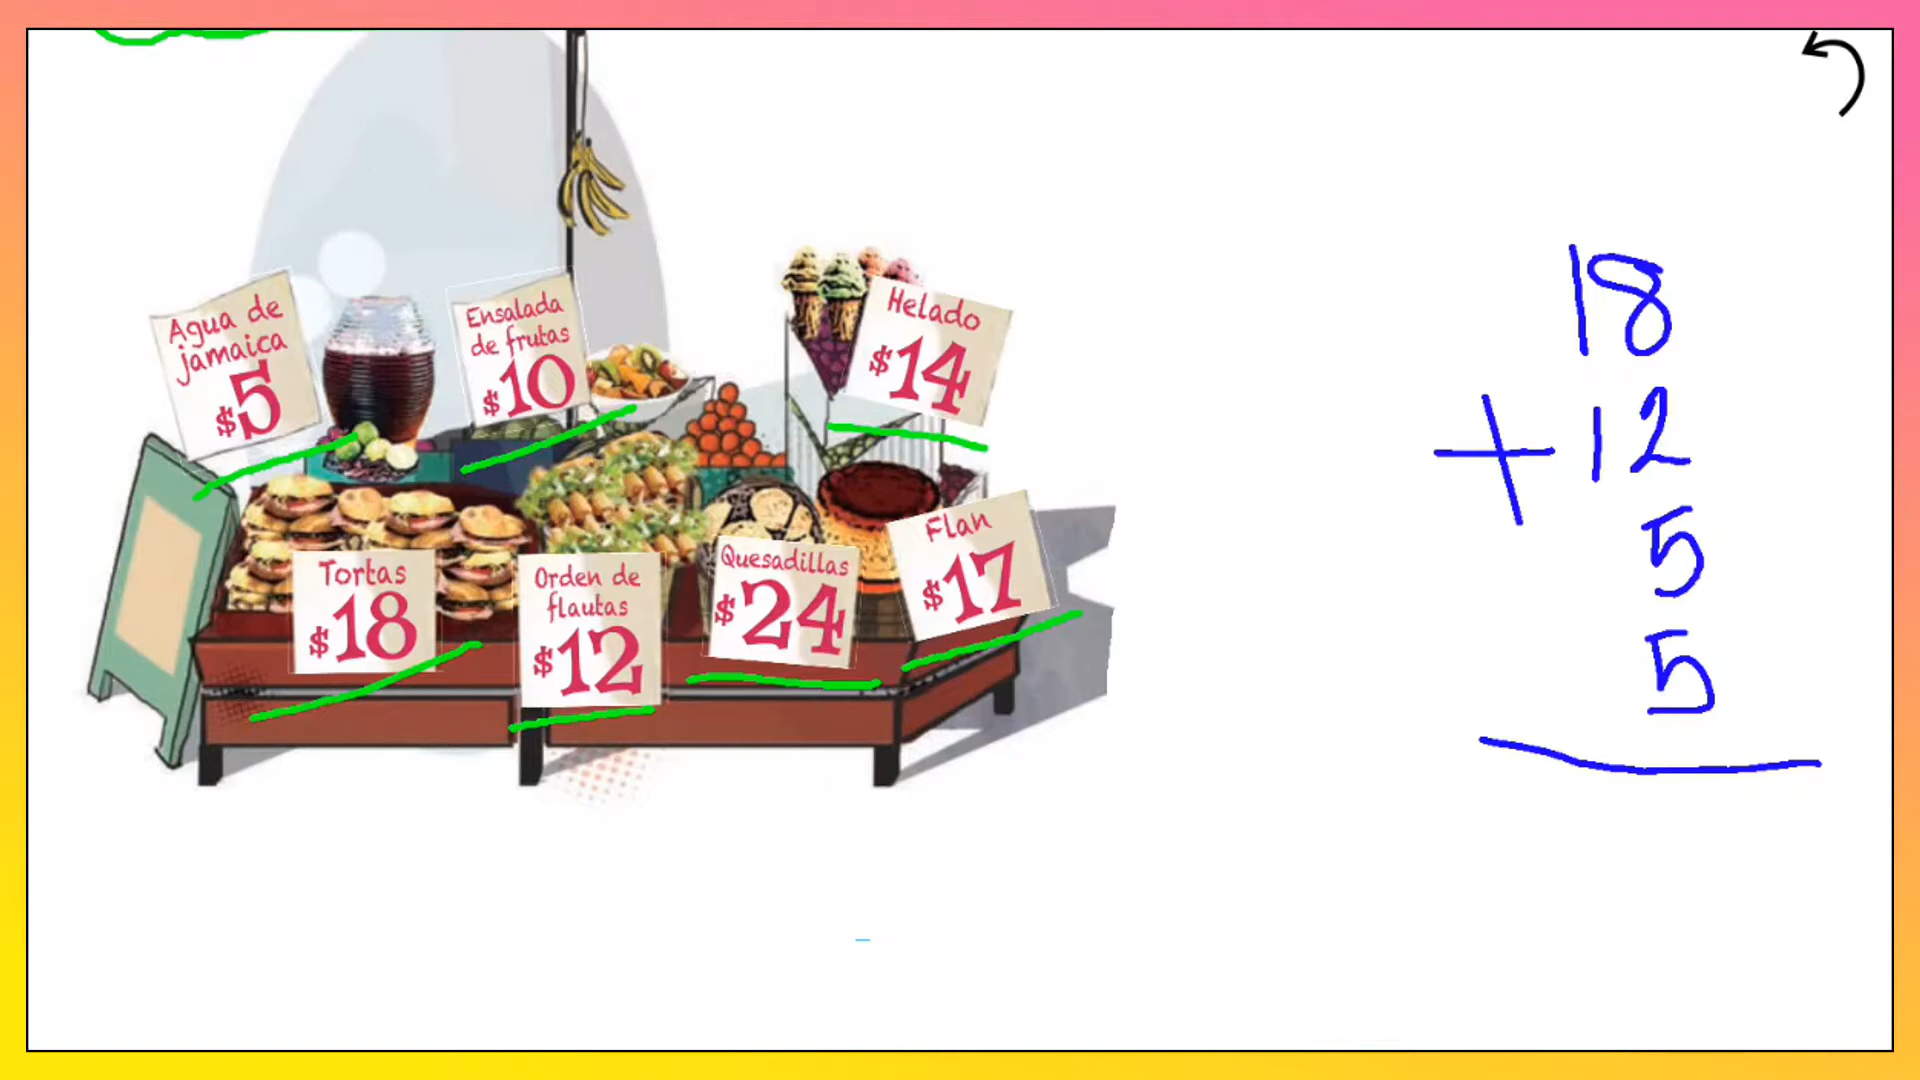 Agua de
jamaica
$5
Ensalada
de frutas
$10
Helado
$14
Tortas
$18
Orden de
flautas
$12
Quesadillas
$24
Flan
$17
18
+ 12
5
5